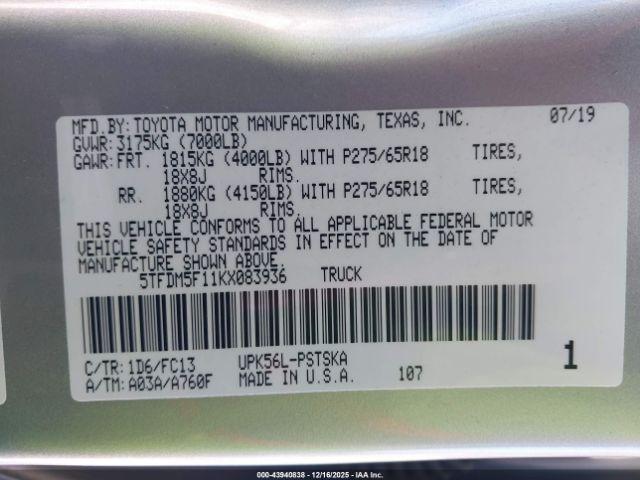 MFD.BY:TOYOTA MOTOR MANUFACTURING, TEXAS, INC. 07/19
GVWR:3175KG (7000LB)
GAWR:FRT. 1815KG (4000LB) WITH P275/65R18 TIRES,
18X8J RIMS.
RR. 1880KG (4150LB) WITH P275/65R18 TIRES,
18X8J RIMS.
THIS VEHICLE CONFORMS TO ALL APPLICABLE FEDERAL MOTOR
VEHICLE SAFETY STANDARDS IN EFFECT ON THE DATE OF
MANUFACTURE SHOWN ABOVE.
5TFDM5F11KX083936 TRUCK
C/TR:1D6/FC13 UPK56L-PSTSKA 1
A/TM:A03A/A760F MADE IN U.S.A. 107
000-43940838 - 12/16/2025 - IAA Inc.